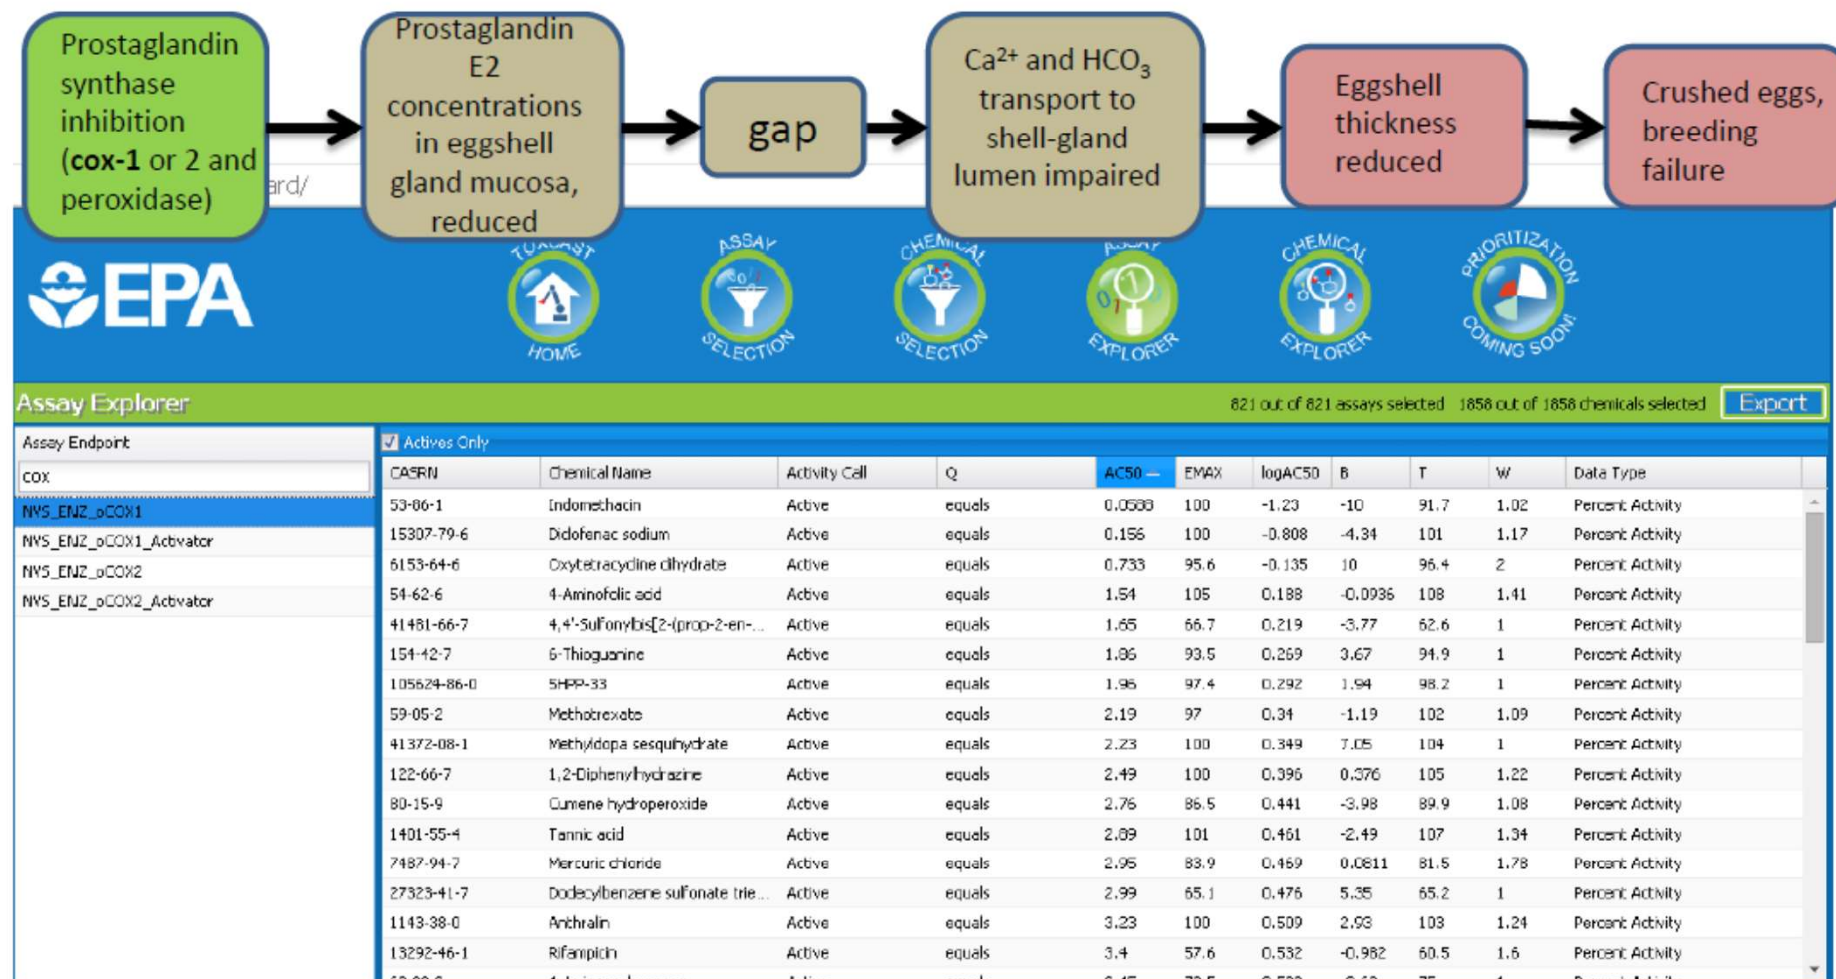 Prostaglandin
synthase
inhibition
(cox-1 or 2 and
peroxidase)
Prostaglandin
E2
concentrations
in eggshell
gland mucosa,
reduced
gap
Ca²⁺ and HCO₃
transport to
shell-gland
lumen impaired
Eggshell
thickness
reduced
Crushed eggs,
breeding
failure
ard/
EPA
TOXCAST HOME
ASSAY SELECTION
CHEMICAL SELECTION
ASSAY EXPLORER
CHEMICAL EXPLORER
PRIORITIZATION COMING SOON!
Assay Explorer
821 out of 821 assays selected 1858 out of 1858 chemicals selected Export
Assay Endpoint
cox
NVS_ENZ_oCOX1
NVS_ENZ_oCOX1_Activator
NVS_ENZ_oCOX2
NVS_ENZ_oCOX2_Activator
Actives Only
CASRN Chemical Name Activity Call Q AC50 EMAX logAC50 B T W Data Type
53-86-1 Indomethacin Active equals 0.0588 100 -1.23 -10 91.7 1.02 Percent Activity
15307-79-6 Diclofenac sodium Active equals 0.156 100 -0.808 -4.34 101 1.17 Percent Activity
6153-64-6 Oxytetracycline dihydrate Active equals 0.733 95.6 -0.135 10 96.4 2 Percent Activity
54-62-6 4-Aminofolic acid Active equals 1.54 105 0.188 -0.0936 108 1.41 Percent Activity
41481-66-7 4,4'-Sulfonylbis[2-(prop-2-en-... Active equals 1.65 66.7 0.219 -3.77 62.6 1 Percent Activity
154-42-7 6-Thioguanine Active equals 1.86 93.5 0.269 3.67 94.9 1 Percent Activity
105624-86-0 5HPP-33 Active equals 1.96 97.4 0.292 1.94 98.2 1 Percent Activity
59-05-2 Methotrexate Active equals 2.19 97 0.34 -1.19 102 1.09 Percent Activity
41372-08-1 Methyldopa sesquihydrate Active equals 2.23 100 0.349 7.05 104 1 Percent Activity
122-66-7 1,2-Diphenylhydrazine Active equals 2.49 100 0.396 0.376 105 1.22 Percent Activity
80-15-9 Cumene hydroperoxide Active equals 2.76 86.5 0.441 -3.98 89.9 1.08 Percent Activity
1401-55-4 Tannic acid Active equals 2.89 101 0.461 -2.49 107 1.34 Percent Activity
7487-94-7 Mercuric chloride Active equals 2.95 83.9 0.469 0.0811 81.5 1.78 Percent Activity
27323-41-7 Dodecylbenzene sulfonate trie... Active equals 2.99 65.1 0.476 5.35 65.2 1 Percent Activity
1143-38-0 Anthralin Active equals 3.23 100 0.509 2.93 103 1.24 Percent Activity
13292-46-1 Rifampicin Active equals 3.4 57.6 0.532 -0.982 60.5 1.6 Percent Activity